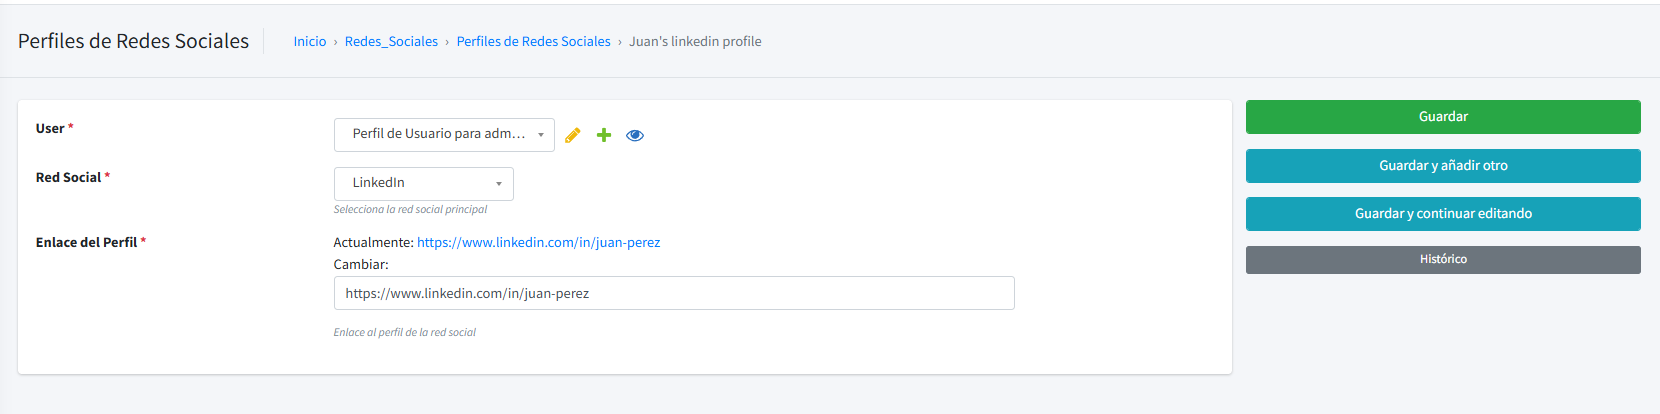 Perfiles de Redes Sociales
Inicio › Redes_Sociales › Perfiles de Redes Sociales › Juan's linkedin profile
User *
Perfil de Usuario para adm...
Red Social *
LinkedIn
Selecciona la red social principal
Enlace del Perfil *
Actualmente: https://www.linkedin.com/in/juan-perez
Cambiar:
https://www.linkedin.com/in/juan-perez
Enlace al perfil de la red social
Guardar
Guardar y añadir otro
Guardar y continuar editando
Histórico